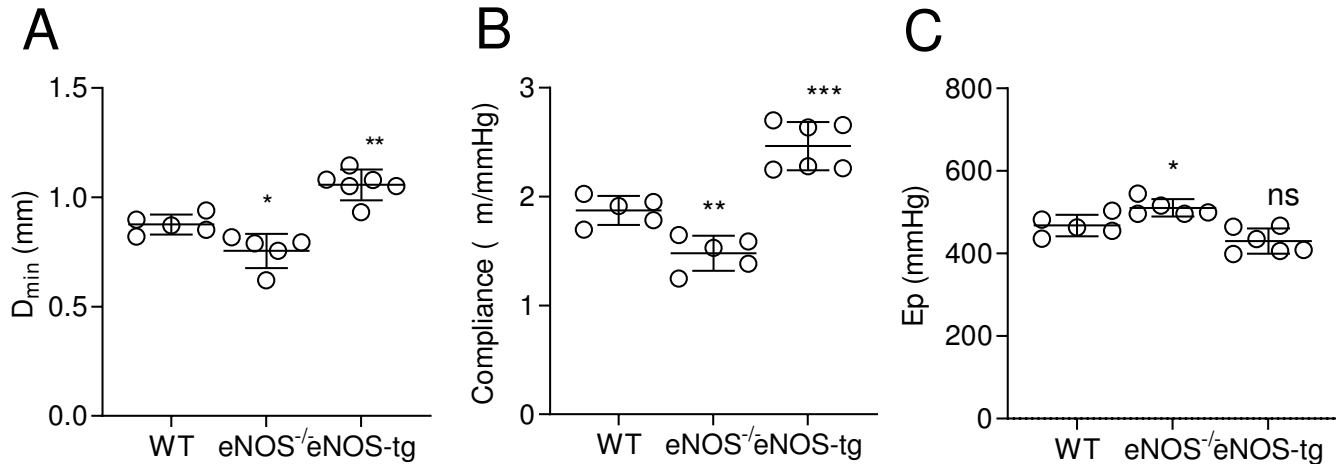 A
D_min (mm)
1.5
1.0
0.5
0.0
*
**
WT eNOS^-/- eNOS-tg
B
Compliance ( m/mmHg)
3
2
1
0
**
***
WT eNOS^-/- eNOS-tg
C
Ep (mmHg)
800
600
400
200
0
*
ns
WT eNOS^-/- eNOS-tg